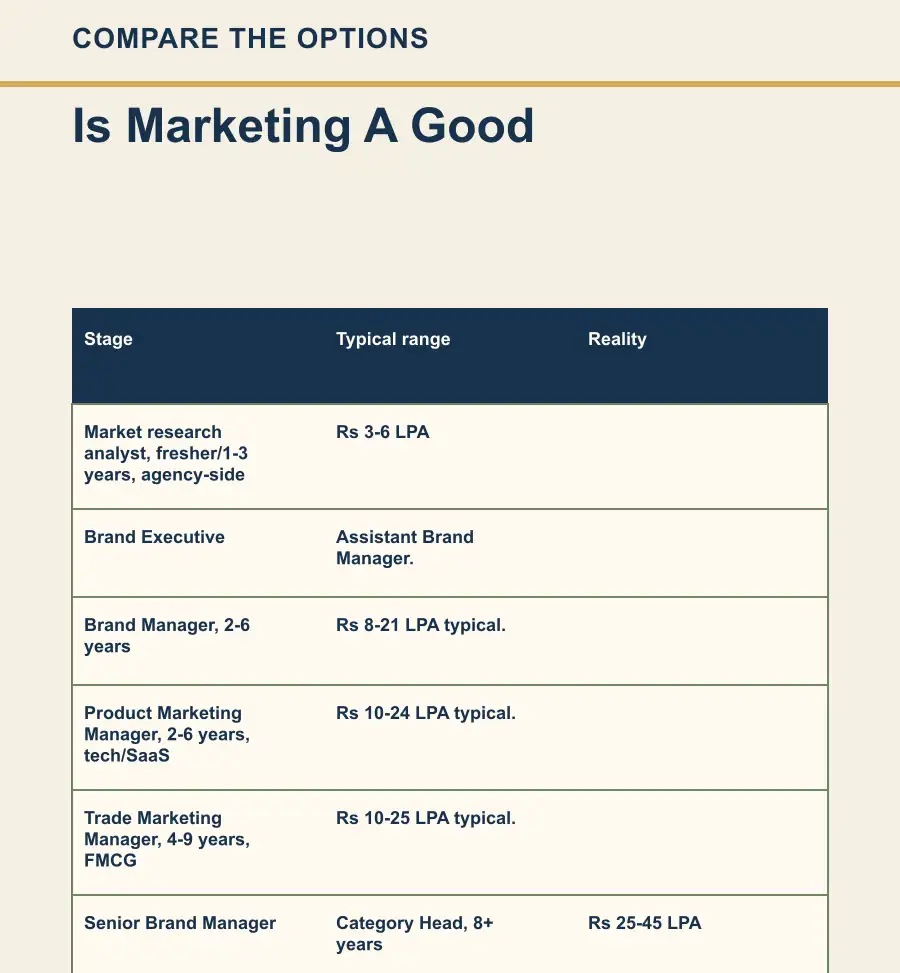 COMPARE THE OPTIONS
Is Marketing A Good
Stage
Typical range
Reality
Market research
analyst, fresher/1-3
years, agency-side
Rs 3-6 LPA
Brand Executive
Assistant Brand
Manager.
Brand Manager, 2-6
years
Rs 8-21 LPA typical.
Product Marketing
Manager, 2-6 years,
tech/SaaS
Rs 10-24 LPA typical.
Trade Marketing
Manager, 4-9 years,
FMCG
Rs 10-25 LPA typical.
Senior Brand Manager
Category Head, 8+
years
Rs 25-45 LPA